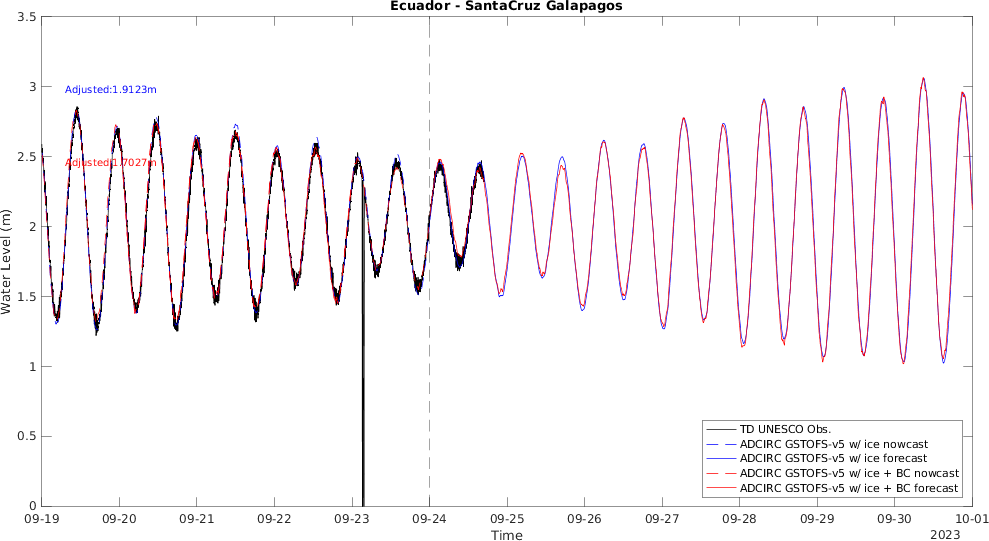 Ecuador - SantaCruz Galapagos
Water Level (m)
3.5
3
2.5
2
1.5
1
0.5
0
Adjusted:1.9123m
Adjusted:1.7027m
TD UNESCO Obs.
ADCIRC GSTOFS-v5 w/ ice nowcast
ADCIRC GSTOFS-v5 w/ ice forecast
ADCIRC GSTOFS-v5 w/ ice + BC nowcast
ADCIRC GSTOFS-v5 w/ ice + BC forecast
09-19 09-20 09-21 09-22 09-23 09-24 09-25 09-26 09-27 09-28 09-29 09-30 10-01
Time
2023